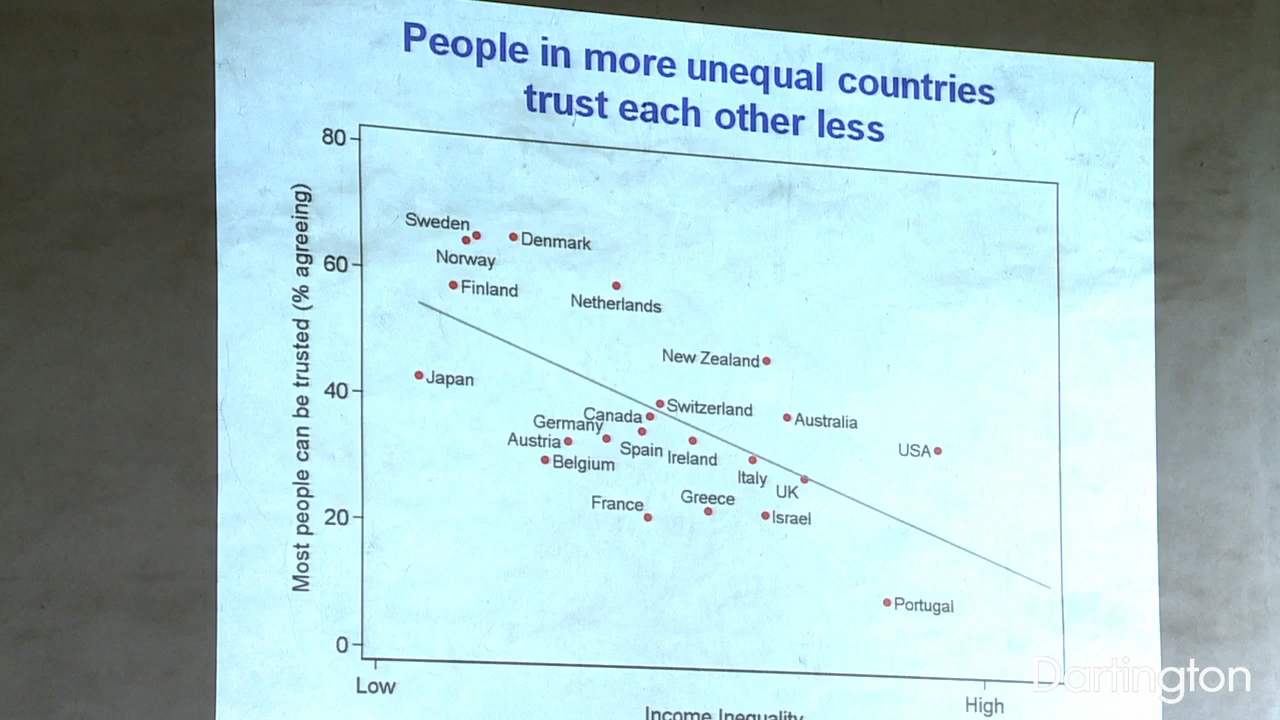 People in more unequal countries
trust each other less
80
60
40
20
0
Most people can be trusted (% agreeing)
Sweden
Denmark
Norway
Finland
Netherlands
New Zealand
Japan
Switzerland
Canada
Australia
Germany
Austria
Spain
Ireland
USA
Belgium
Italy
UK
France
Greece
Israel
Portugal
Low
High
Income Inequality
Dartington